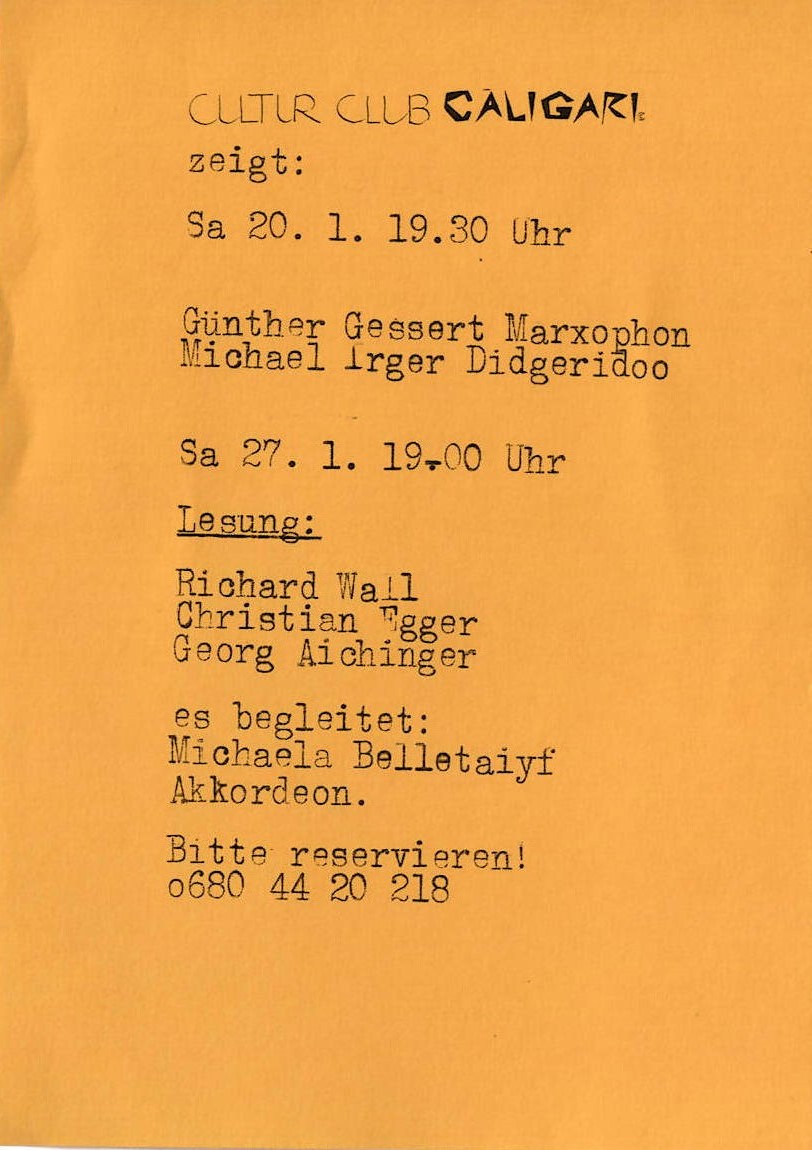 CULTUR CLUB CALIGARI
zeigt:
Sa 20. 1. 19.30 Uhr
Günther Gessert Marxophon
Michael Irger Didgeridoo
Sa 27. 1. 19.00 Uhr
Lesung:
Richard Wall
Christian Egger
Georg Aichinger
es begleitet:
Michaela Belletaiyf
Akkordeon.
Bitte reservieren!
o680 44 20 218